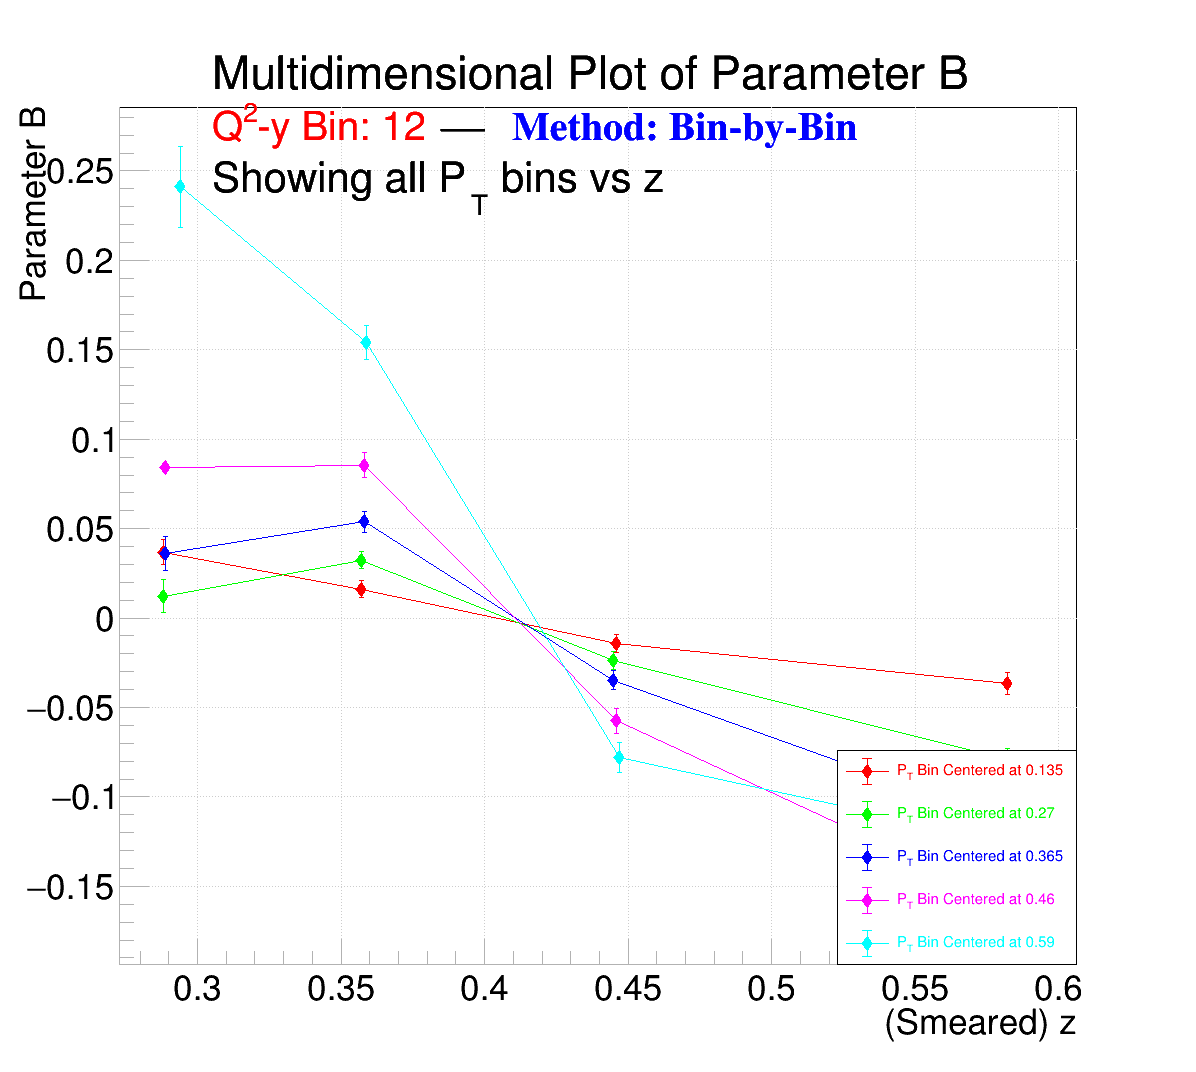 Multidimensional Plot of Parameter B
Q²-y Bin: 12 — Method: Bin-by-Bin
Showing all P_T bins vs z
Parameter B
0.25
0.2
0.15
0.1
0.05
0
−0.05
−0.1
−0.15
P_T Bin Centered at 0.135
P_T Bin Centered at 0.27
P_T Bin Centered at 0.365
P_T Bin Centered at 0.46
P_T Bin Centered at 0.59
0.3 0.35 0.4 0.45 0.5 0.55 0.6
(Smeared) z